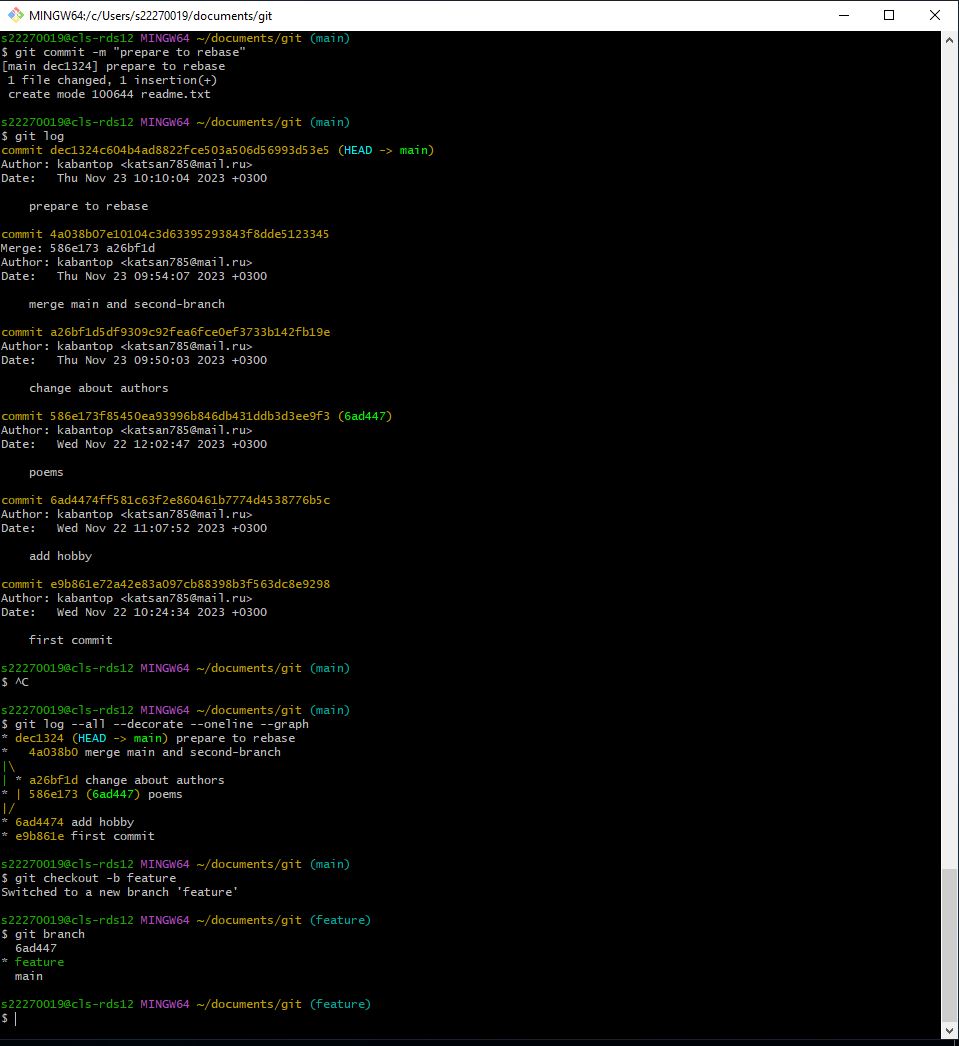 MINGW64:/c/Users/s22270019/documents/git
s22270019@cls-rds12 MINGW64 ~/documents/git (main)
$ git commit -m "prepare to rebase"
[main dec1324] prepare to rebase
 1 file changed, 1 insertion(+)
 create mode 100644 readme.txt

s22270019@cls-rds12 MINGW64 ~/documents/git (main)
$ git log
commit dec1324c604b4ad8822fce503a506d56993d53e5 (HEAD -> main)
Author: kabantop <katsan785@mail.ru>
Date:   Thu Nov 23 10:10:04 2023 +0300

    prepare to rebase

commit 4a038b07e10104c3d63395293843f8dde5123345
Merge: 586e173 a26bf1d
Author: kabantop <katsan785@mail.ru>
Date:   Thu Nov 23 09:54:07 2023 +0300

    merge main and second-branch

commit a26bf1d5df9309c92fea6fce0ef3733b142fb19e
Author: kabantop <katsan785@mail.ru>
Date:   Thu Nov 23 09:50:03 2023 +0300

    change about authors

commit 586e173f85450ea93996b846db431ddb3d3ee9f3 (6ad447)
Author: kabantop <katsan785@mail.ru>
Date:   Wed Nov 22 12:02:47 2023 +0300

    poems

commit 6ad4474ff581c63f2e860461b7774d4538776b5c
Author: kabantop <katsan785@mail.ru>
Date:   Wed Nov 22 11:07:52 2023 +0300

    add hobby

commit e9b861e72a42e83a097cb88398b3f563dc8e9298
Author: kabantop <katsan785@mail.ru>
Date:   Wed Nov 22 10:24:34 2023 +0300

    first commit

s22270019@cls-rds12 MINGW64 ~/documents/git (main)
$ ^C

s22270019@cls-rds12 MINGW64 ~/documents/git (main)
$ git log --all --decorate --oneline --graph
* dec1324 (HEAD -> main) prepare to rebase
*   4a038b0 merge main and second-branch
|\
| * a26bf1d change about authors
* | 586e173 (6ad447) poems
|/
* 6ad4474 add hobby
* e9b861e first commit

s22270019@cls-rds12 MINGW64 ~/documents/git (main)
$ git checkout -b feature
Switched to a new branch 'feature'

s22270019@cls-rds12 MINGW64 ~/documents/git (feature)
$ git branch
  6ad447
* feature
  main

s22270019@cls-rds12 MINGW64 ~/documents/git (feature)
$